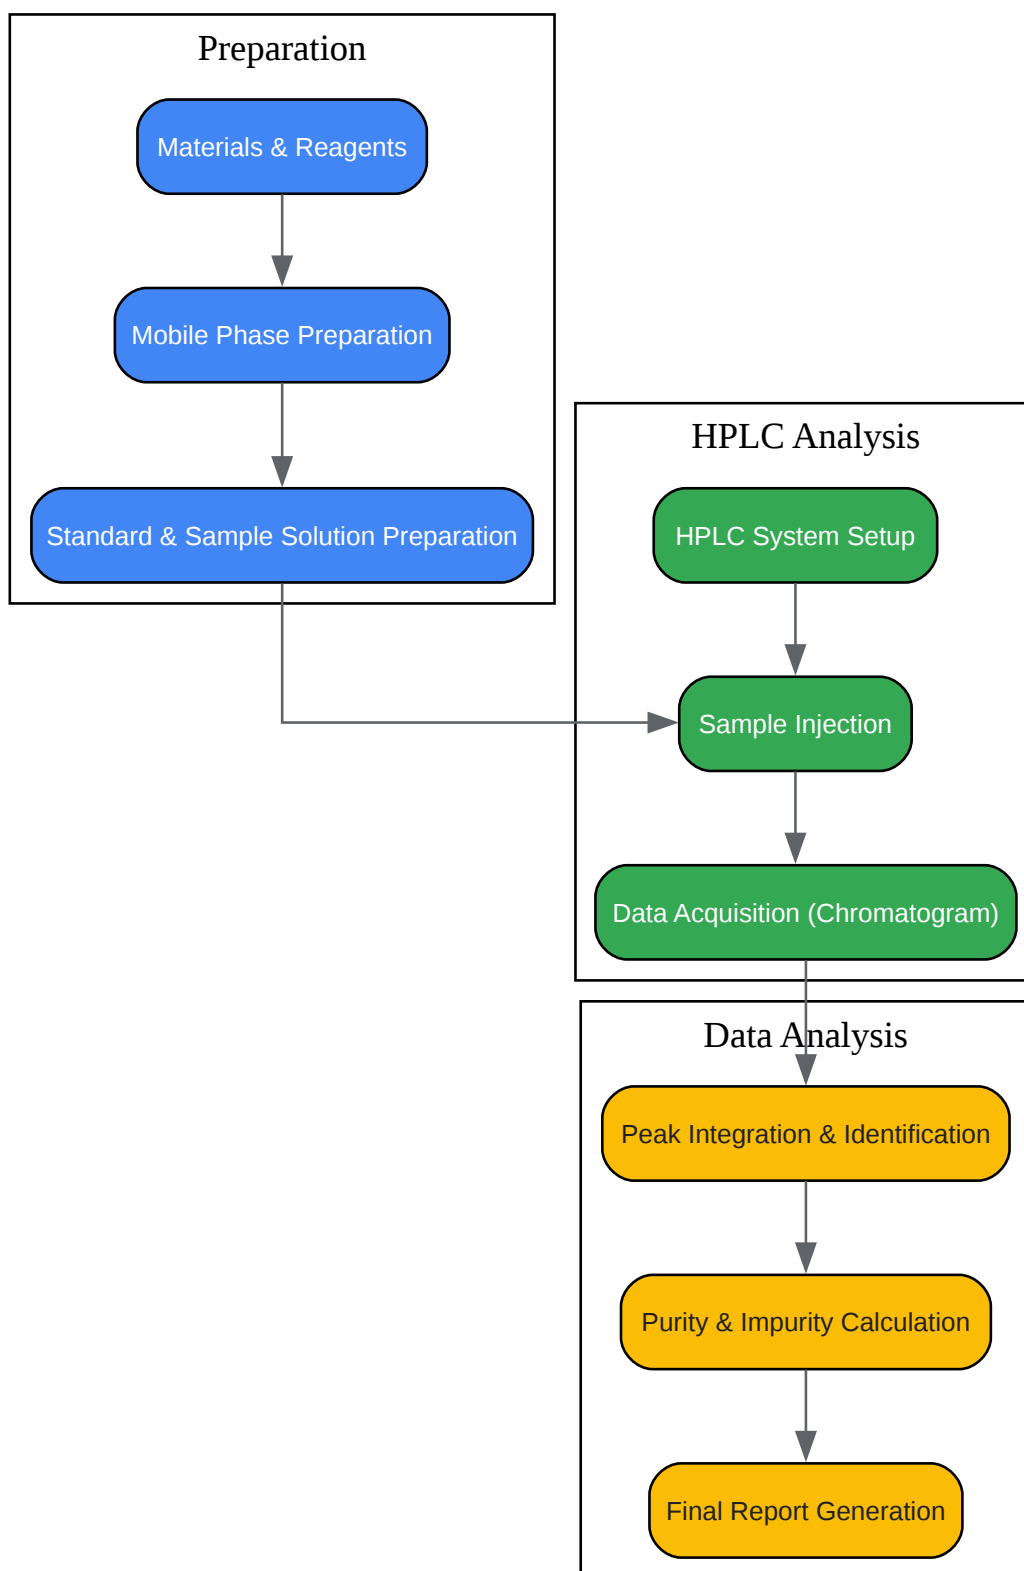 Preparation
Materials & Reagents
Mobile Phase Preparation
Standard & Sample Solution Preparation
HPLC Analysis
HPLC System Setup
Sample Injection
Data Acquisition (Chromatogram)
Data Analysis
Peak Integration & Identification
Purity & Impurity Calculation
Final Report Generation